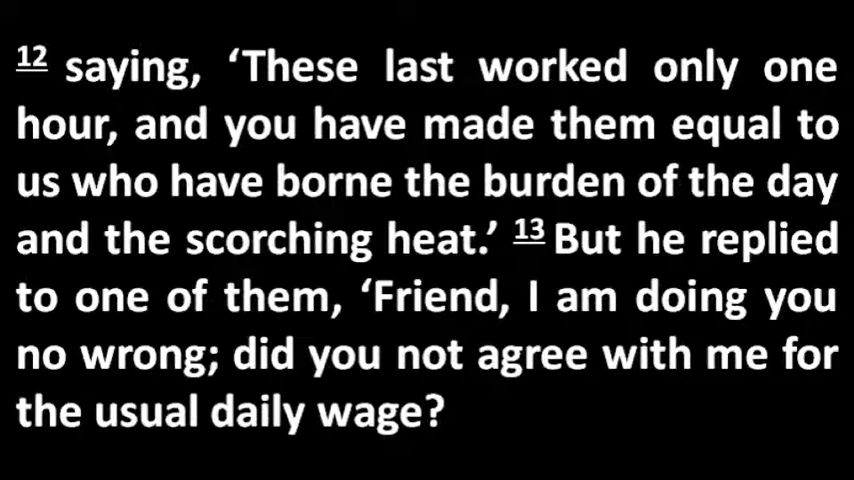 12 saying, ‘These last worked only one
hour, and you have made them equal to
us who have borne the burden of the day
and the scorching heat.’ 13 But he replied
to one of them, ‘Friend, I am doing you
no wrong; did you not agree with me for
the usual daily wage?